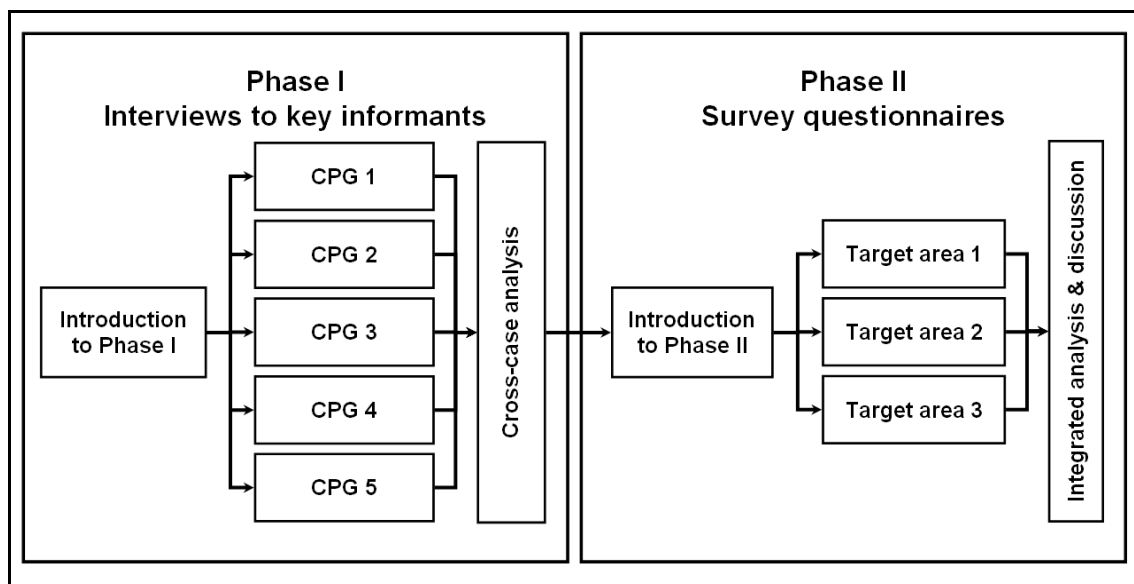 Phase I
Interviews to key informants
Introduction
to Phase I
CPG 1
CPG 2
CPG 3
CPG 4
CPG 5
Cross-case analysis
Phase II
Survey questionnaires
Introduction
to Phase II
Target area 1
Target area 2
Target area 3
Integrated analysis & discussion